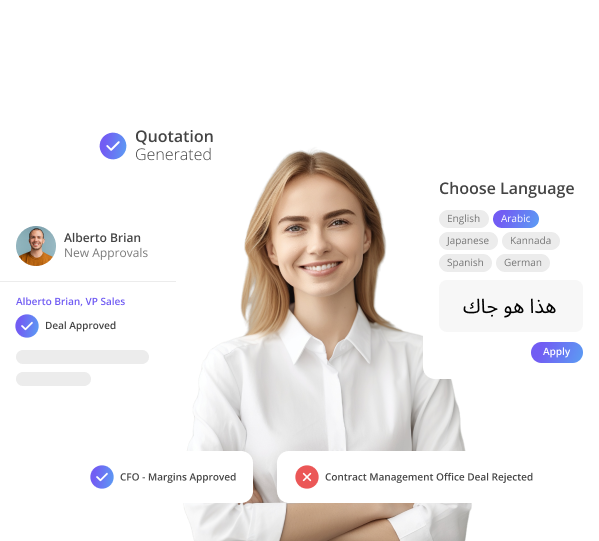 Quotation
Generated
Choose Language
English
Arabic
Japanese
Kannada
Spanish
German
هذا هو جاك
Apply
Alberto Brian
New Approvals
Alberto Brian, VP Sales
Deal Approved
CFO - Margins Approved
Contract Management Office Deal Rejected